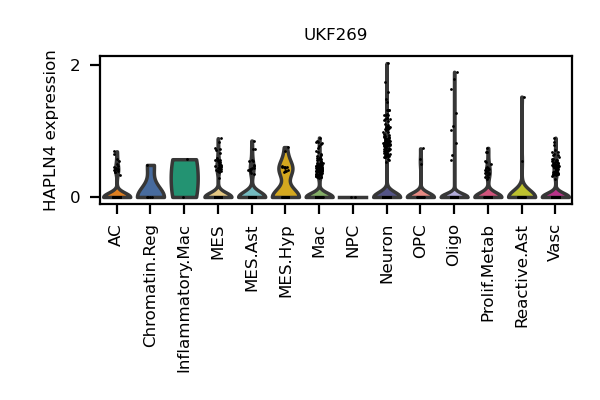 UKF269
HAPLN4 expression
2
0
AC
Chromatin.Reg
Inflammatory.Mac
MES
MES.Ast
MES.Hyp
Mac
NPC
Neuron
OPC
Oligo
Prolif.Metab
Reactive.Ast
Vasc